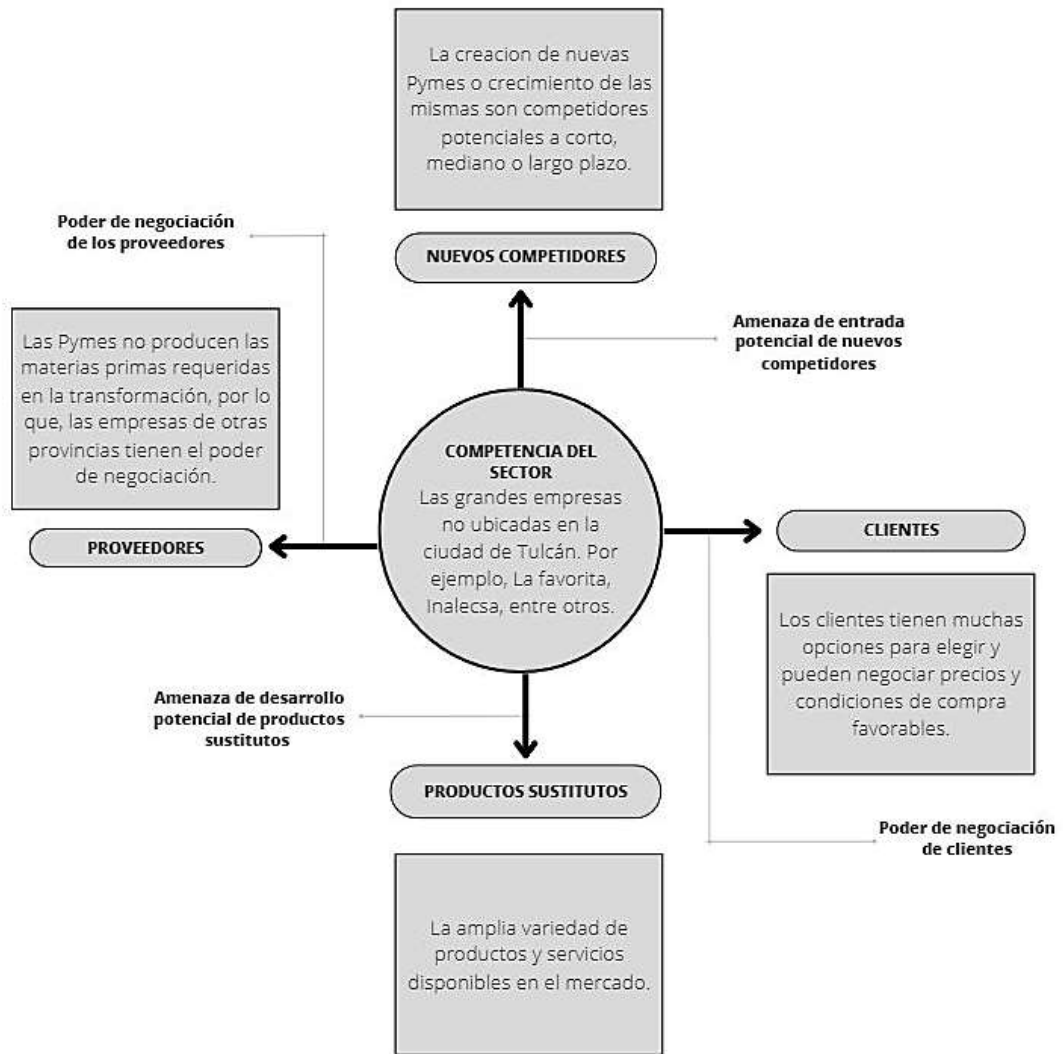 La creacion de nuevas
Pymes o crecimiento de las
mismas son competidores
potenciales a corto,
mediano o largo plazo.
NUEVOS COMPETIDORES
Poder de negociación
de los proveedores
Amenaza de entrada
potencial de nuevos
competidores
Las Pymes no producen las
materias primas requeridas
en la transformación, por lo
que, las empresas de otras
provincias tienen el poder
de negociación.
PROVEEDORES
COMPETENCIA DEL
SECTOR
Las grandes empresas
no ubicadas en la
ciudad de Tulcán. Por
ejemplo, La favorita,
Inalecsa, entre otros.
CLIENTES
Los clientes tienen muchas
opciones para elegir y
pueden negociar precios y
condiciones de compra
favorables.
Amenaza de desarrollo
potencial de productos
sustitutos
PRODUCTOS SUSTITUTOS
Poder de negociación
de clientes
La amplia variedad de
productos y servicios
disponibles en el mercado.